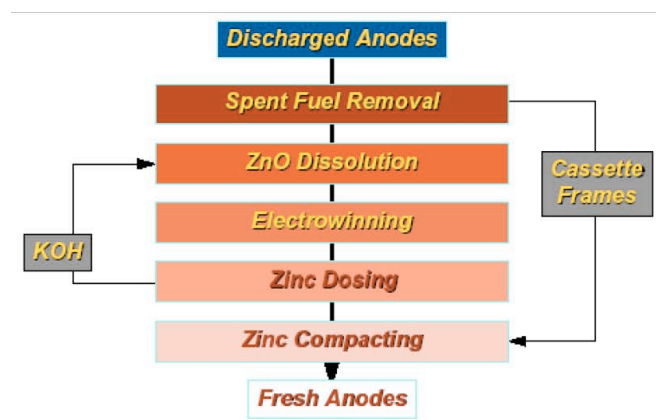 Discharged Anodes
Spent Fuel Removal
ZnO Dissolution
Cassette
Frames
Electrowinning
KOH
Zinc Dosing
Zinc Compacting
Fresh Anodes